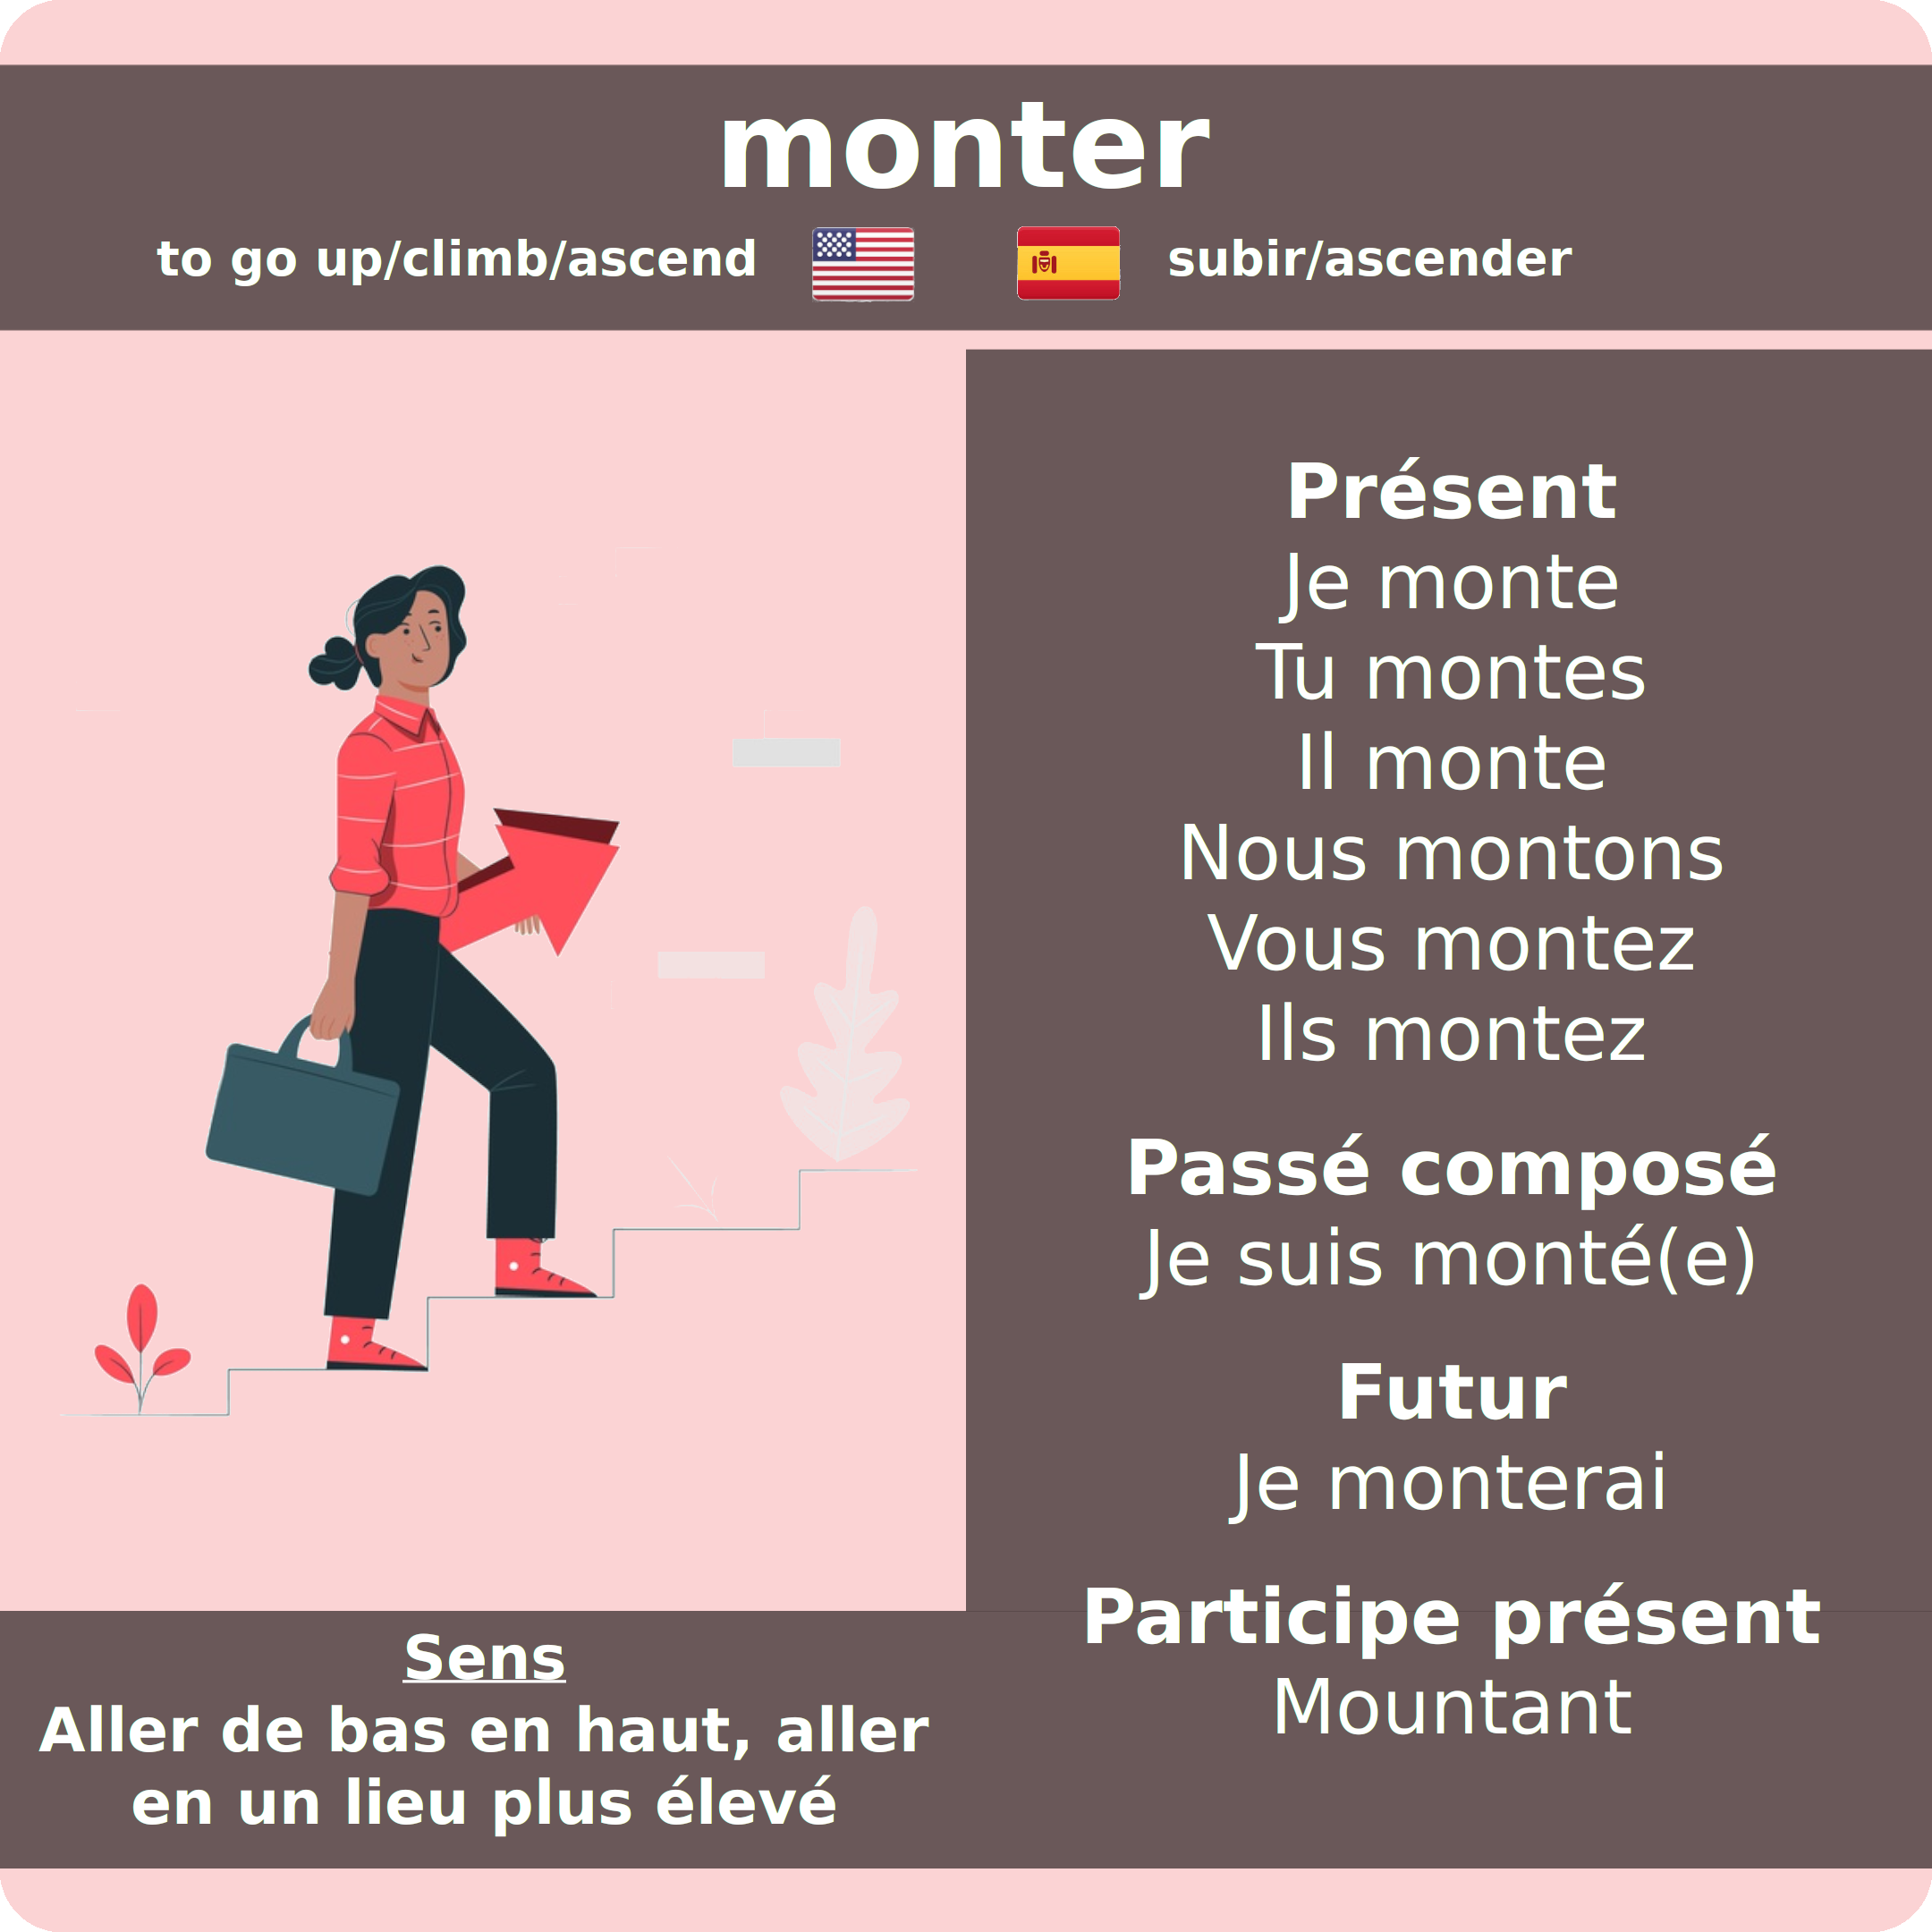 monter
to go up/climb/ascend
subir/ascender
Présent
Je monte
Tu montes
Il monte
Nous montons
Vous montez
Ils montez
Passé composé
Je suis monté(e)
Futur
Je monterai
Participe présent
Mountant
Sens
Aller de bas en haut, aller
en un lieu plus élevé